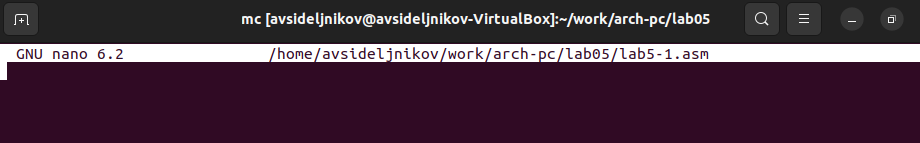 mc [avsideljnikov@avsideljnikov-VirtualBox]:~/work/arch-pc/lab05
GNU nano 6.2 /home/avsideljnikov/work/arch-pc/lab05/lab5-1.asm